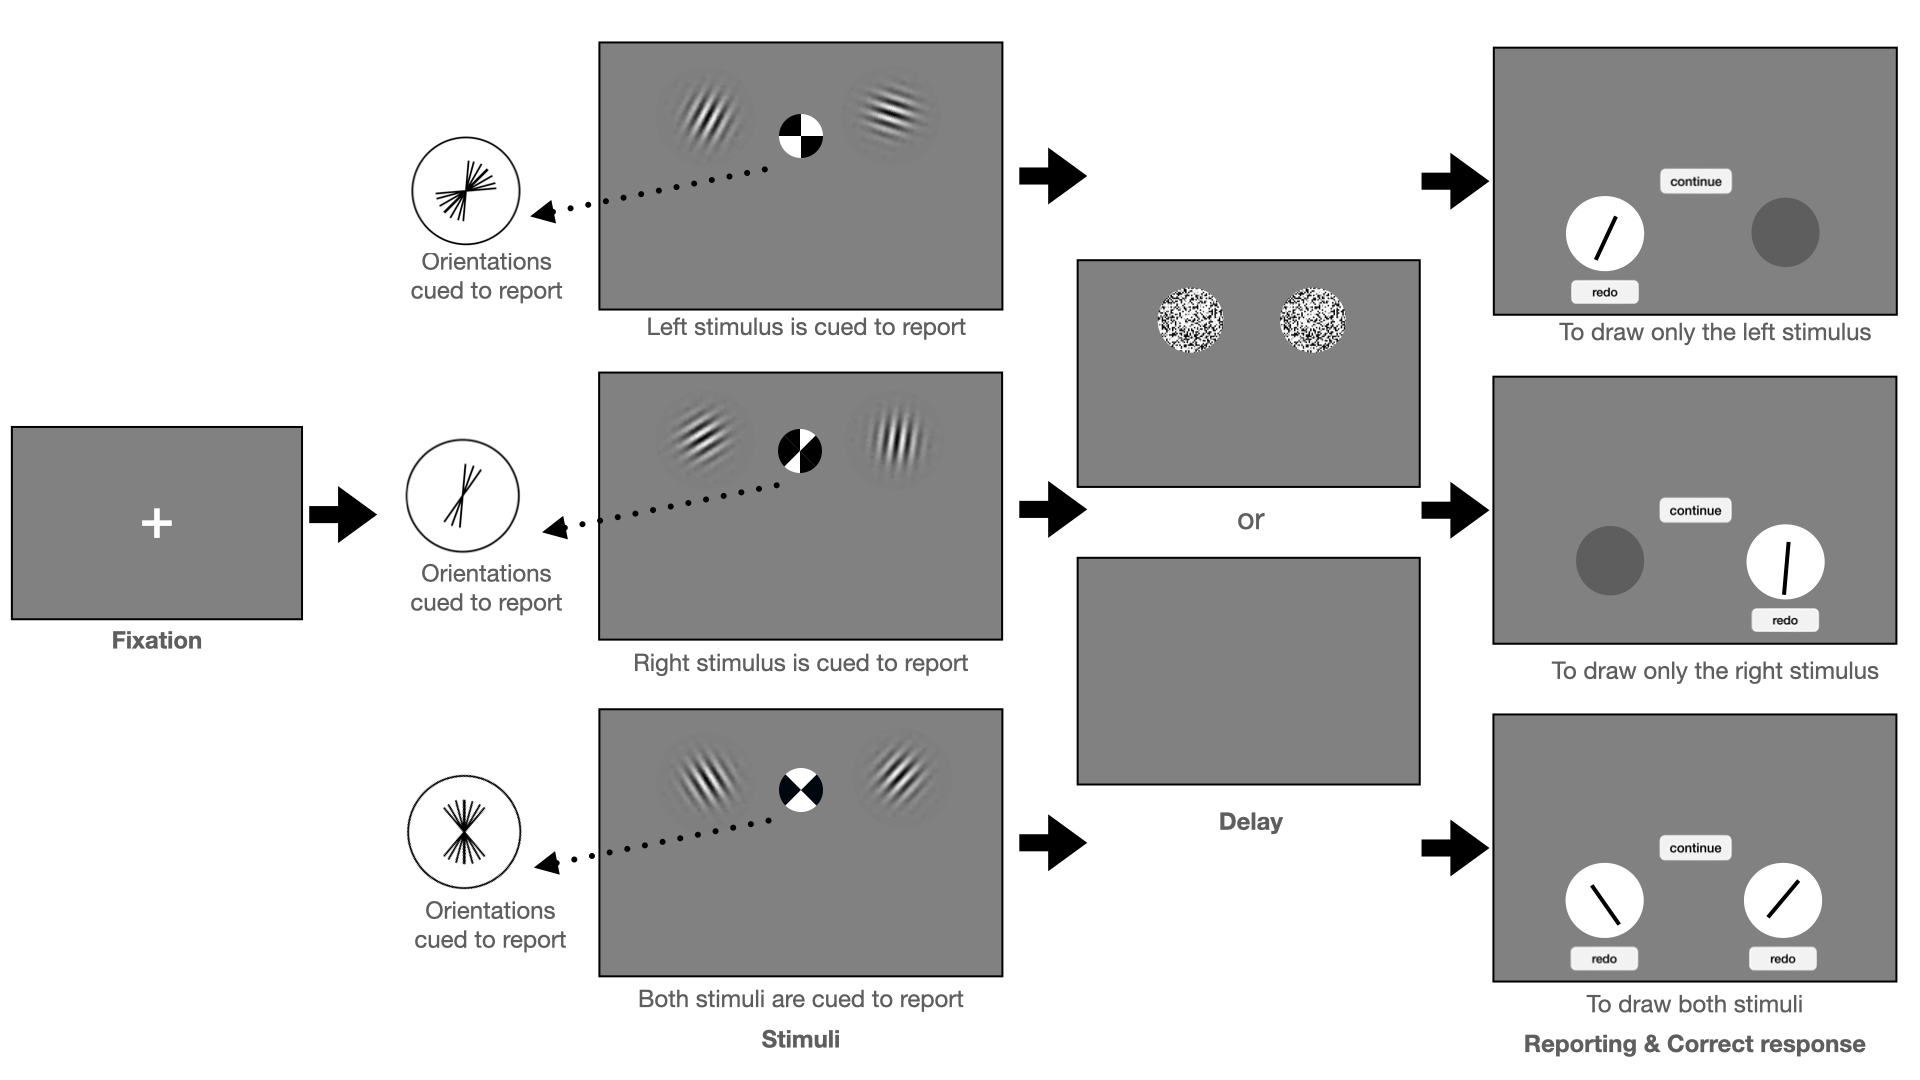 Orientations
cued to report
Left stimulus is cued to report
continue
redo
To draw only the left stimulus
Fixation
Orientations
cued to report
Right stimulus is cued to report
or
continue
redo
To draw only the right stimulus
Orientations
cued to report
Both stimuli are cued to report
Stimuli
Delay
continue
redo
redo
To draw both stimuli
Reporting & Correct response